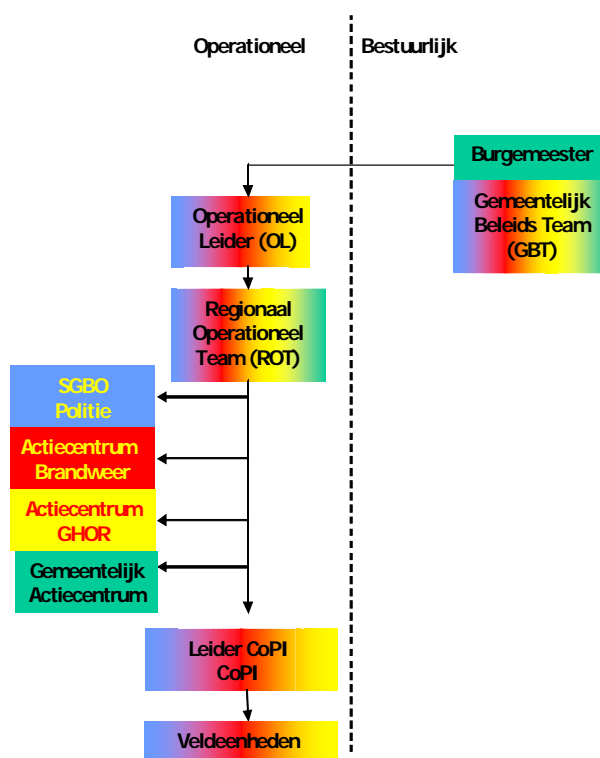 Operationeel
Bestuurlijk
Burgemeester
Gemeentelijk
Beleids Team
(GBT)
Operationeel
Leider (OL)
Regionaal
Operationeel
Team (ROT)
SGBO
Politie
Actiecentrum
Brandweer
Actiecentrum
GHOR
Gemeentelijk
Actiecentrum
Leider CoPI
CoPI
Veldeenheden